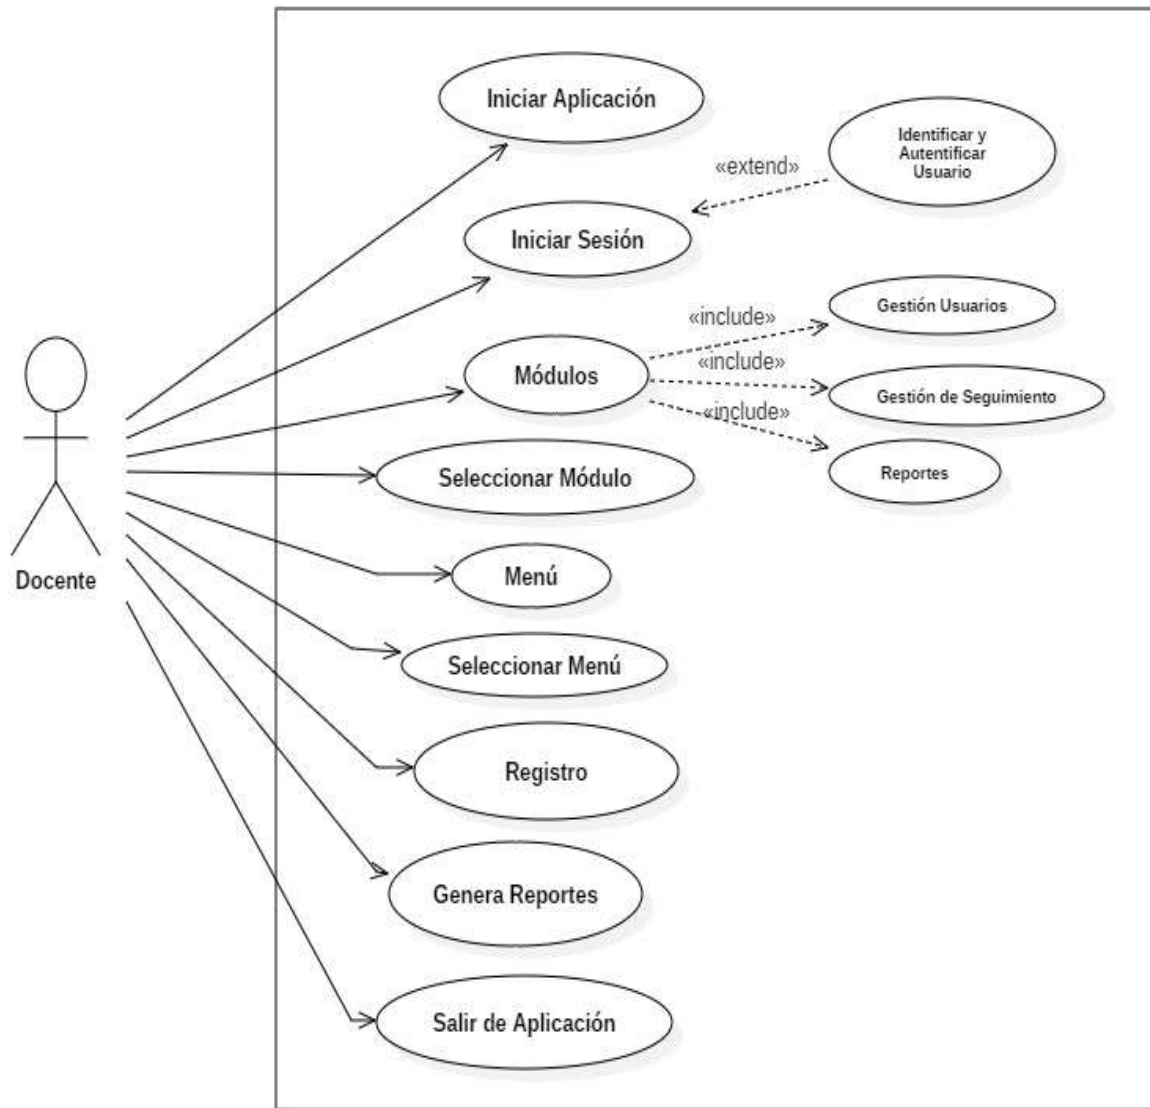 Iniciar Aplicación
Identificar y
Autentificar
Usuario
«extend»
Iniciar Sesión
Gestión Usuarios
«include»
Módulos
«include»
Gestión de Seguimiento
«include»
Reportes
Seleccionar Módulo
Docente
Menú
Seleccionar Menú
Registro
Genera Reportes
Salir de Aplicación